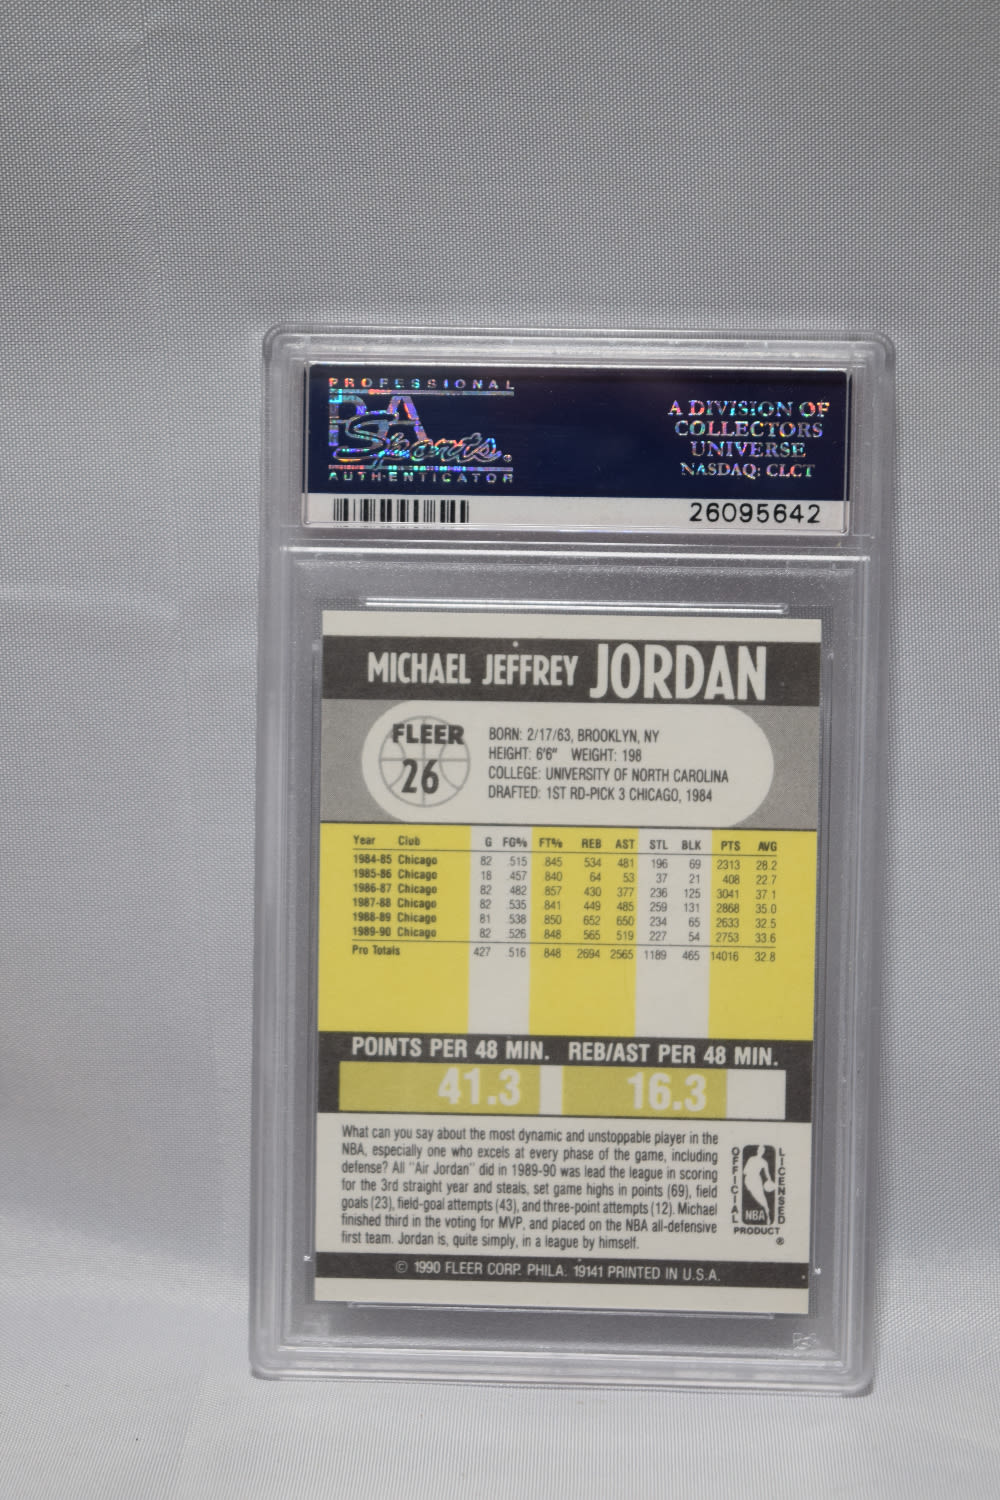 PROFESSIONAL
PSA
Sports
AUTHENTICATOR
A DIVISION OF
COLLECTORS
UNIVERSE
NASDAQ: CLCT
26095642
MICHAEL JEFFREY JORDAN
FLEER
26
BORN: 2/17/63, BROOKLYN, NY
HEIGHT: 6'6" WEIGHT: 198
COLLEGE: UNIVERSITY OF NORTH CAROLINA
DRAFTED: 1ST RD-PICK 3 CHICAGO, 1984
Year Club G FG% FT% REB AST STL BLK PTS AVG
1984-85 Chicago 82 .515 .845 534 481 196 69 2313 28.2
1985-86 Chicago 18 .457 .840 64 53 37 21 408 22.7
1986-87 Chicago 82 .482 .857 430 377 236 125 3041 37.1
1987-88 Chicago 82 .535 .841 449 485 259 131 2868 35.0
1988-89 Chicago 81 .538 .850 652 650 234 65 2633 32.5
1989-90 Chicago 82 .526 .848 565 519 227 54 2753 33.6
Pro Totals 427 .516 .848 2694 2565 1189 465 14016 32.8
POINTS PER 48 MIN. REB/AST PER 48 MIN.
41.3 16.3
What can you say about the most dynamic and unstoppable player in the
NBA, especially one who excels at every phase of the game, including
defense? All "Air Jordan" did in 1989-90 was lead the league in scoring
for the 3rd straight year and steals, set game highs in points (69), field
goals (23), field-goal attempts (43), and three-point attempts (12). Michael
finished third in the voting for MVP, and placed on the NBA all-defensive
first team. Jordan is, quite simply, in a league by himself.
OFFICIAL
LICENSED
NBA
PRODUCT
®
© 1990 FLEER CORP. PHILA. 19141 PRINTED IN U.S.A.